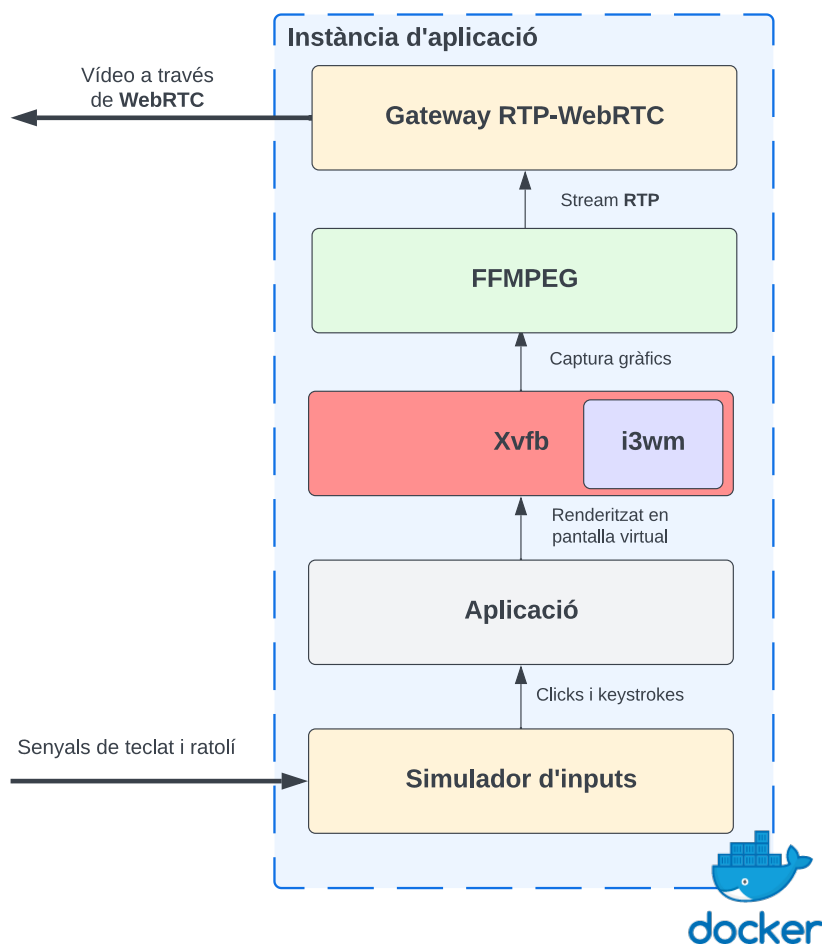 Instància d'aplicació
Vídeo a través
de WebRTC
Gateway RTP-WebRTC
Stream RTP
FFMPEG
Captura gràfics
Xvfb
i3wm
Renderitzat en
pantalla virtual
Aplicació
Clicks i keystrokes
Senyals de teclat i ratolí
Simulador d'inputs
docker